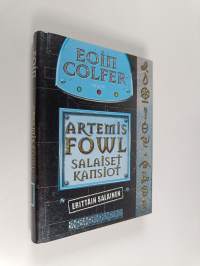 EOIN
COLFER
ARTEMIS
FOWL
SALAISET
KANSIOT
ERITTÄIN SALAINEN